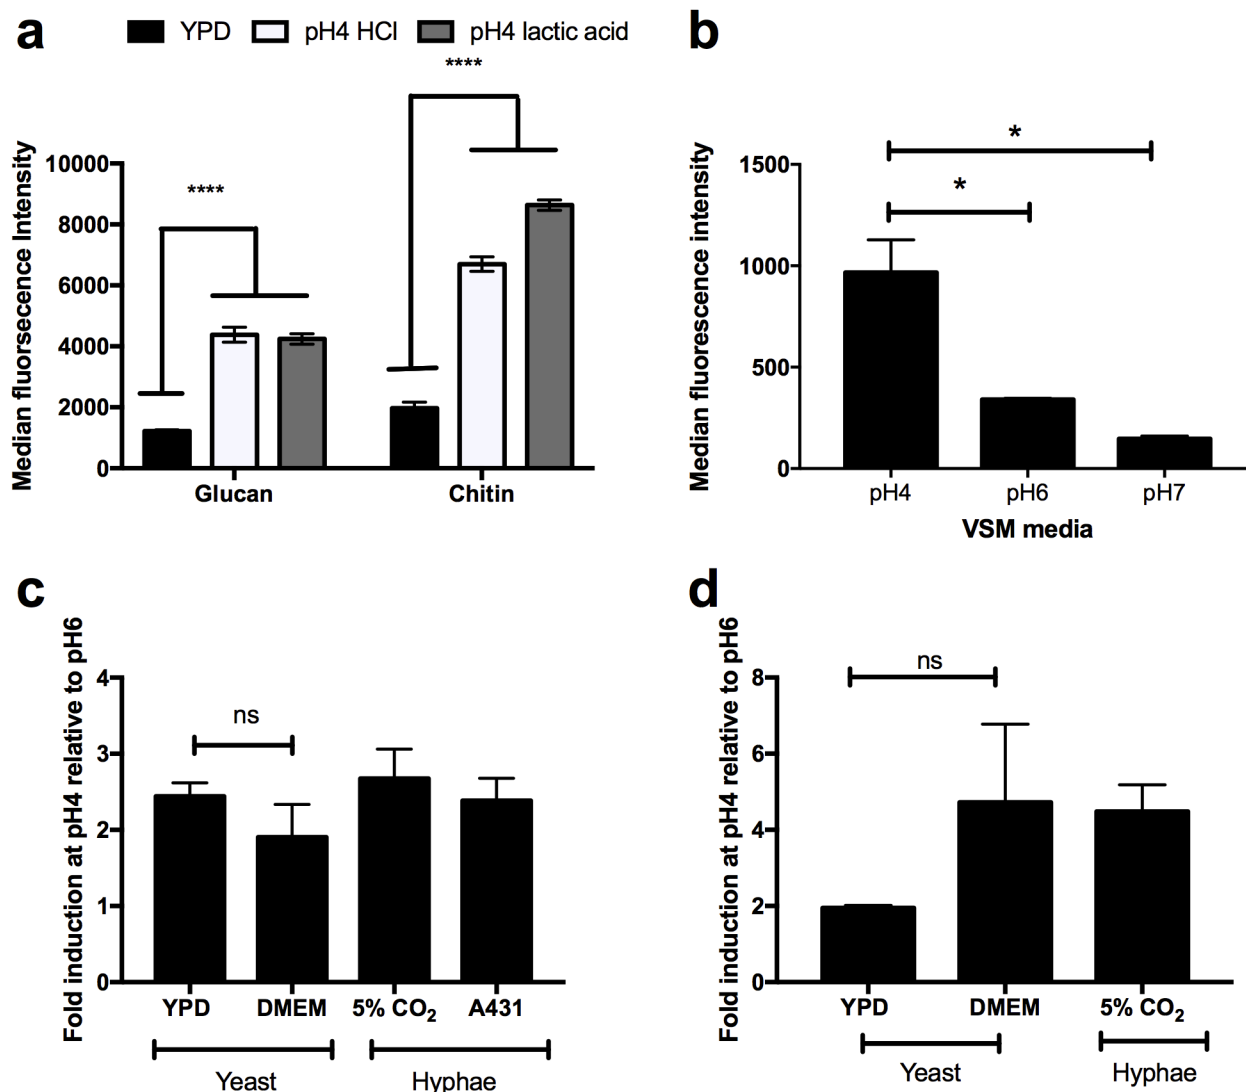 a
YPD
pH4 HCl
pH4 lactic acid
****
****
Median fluorsecence Intensity
10000
8000
6000
4000
2000
0
Glucan
Chitin
b
*
*
Median fluorescence intensity
1500
1000
500
0
pH4
pH6
pH7
VSM media
c
Fold induction at pH4 relative to pH6
4
3
2
1
0
ns
YPD
DMEM
5% CO₂
A431
Yeast
Hyphae
d
Fold induction at pH4 relative to pH6
8
6
4
2
0
ns
YPD
DMEM
5% CO₂
Yeast
Hyphae